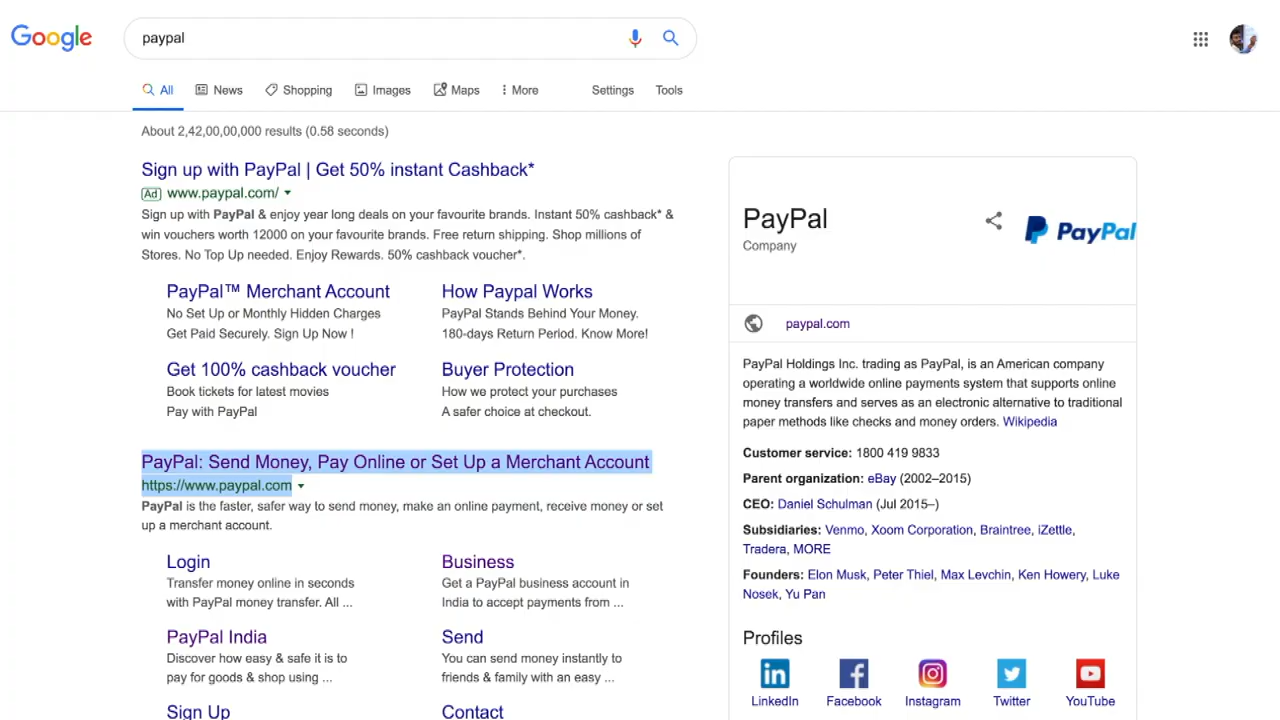 Google
paypal
All News Shopping Images Maps More Settings Tools
About 2,42,00,00,000 results (0.58 seconds)
Sign up with PayPal | Get 50% instant Cashback*
Ad www.paypal.com/
Sign up with PayPal & enjoy year long deals on your favourite brands. Instant 50% cashback* &
win vouchers worth 12000 on your favourite brands. Free return shipping. Shop millions of
Stores. No Top Up needed. Enjoy Rewards. 50% cashback voucher*.
PayPal™ Merchant Account
No Set Up or Monthly Hidden Charges
Get Paid Securely. Sign Up Now !
How Paypal Works
PayPal Stands Behind Your Money.
180-days Return Period. Know More!
Get 100% cashback voucher
Book tickets for latest movies
Pay with PayPal
Buyer Protection
How we protect your purchases
A safer choice at checkout.
PayPal: Send Money, Pay Online or Set Up a Merchant Account
https://www.paypal.com
PayPal is the faster, safer way to send money, make an online payment, receive money or set
up a merchant account.
Login
Transfer money online in seconds
with PayPal money transfer. All ...
Business
Get a PayPal business account in
India to accept payments from ...
PayPal India
Discover how easy & safe it is to
pay for goods & shop using ...
Send
You can send money instantly to
friends & family with an easy ...
Sign Up
Contact
PayPal
Company
PayPal
paypal.com
PayPal Holdings Inc. trading as PayPal, is an American company
operating a worldwide online payments system that supports online
money transfers and serves as an electronic alternative to traditional
paper methods like checks and money orders. Wikipedia
Customer service: 1800 419 9833
Parent organization: eBay (2002–2015)
CEO: Daniel Schulman (Jul 2015–)
Subsidiaries: Venmo, Xoom Corporation, Braintree, iZettle,
Tradera, MORE
Founders: Elon Musk, Peter Thiel, Max Levchin, Ken Howery, Luke
Nosek, Yu Pan
Profiles
LinkedIn Facebook Instagram Twitter YouTube